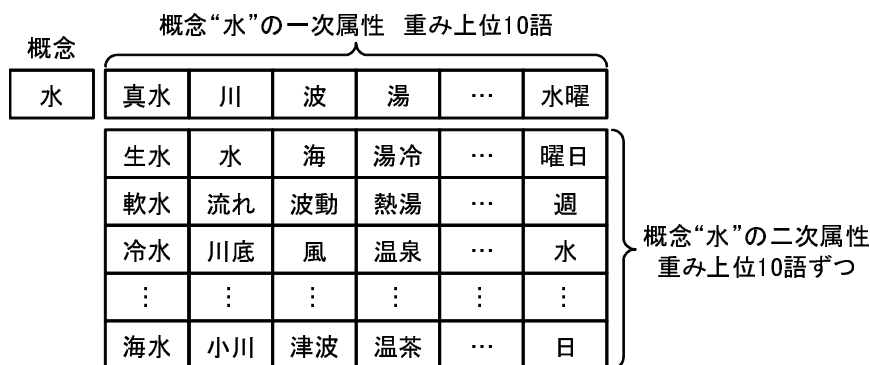 概念“水”の一次属性 重み上位10語
概念
水 真水 川 波 湯 … 水曜
生水 水 海 湯冷 … 曜日
軟水 流れ 波動 熱湯 … 週
冷水 川底 風 温泉 … 水
⋮ ⋮ ⋮ ⋮ ⋮ ⋮
海水 小川 津波 温茶 … 日
概念“水”の二次属性
重み上位10語ずつ